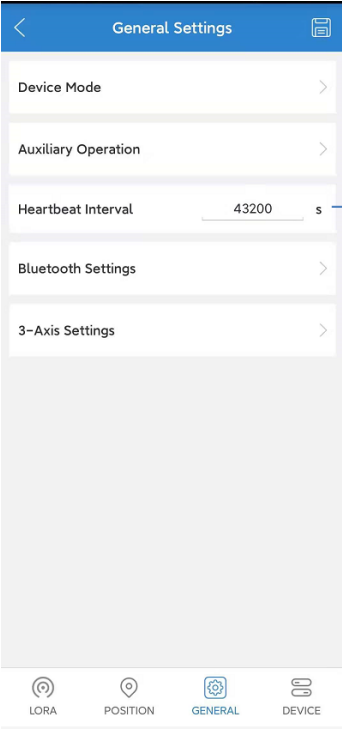 General Settings
Device Mode
Auxiliary Operation
Heartbeat Interval 43200 s
Bluetooth Settings
3-Axis Settings
LORA POSITION GENERAL DEVICE